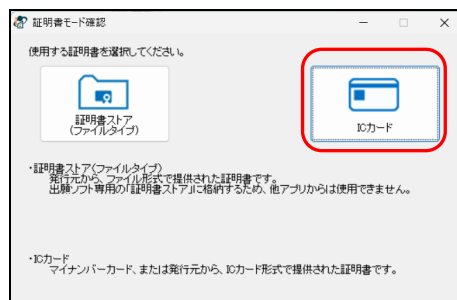 証明書モード確認
使用する証明書を選択してください。
証明書ストア
(ファイルタイプ)
ICカード
・証明書ストア(ファイルタイプ)
発行元から、ファイル形式で提供された証明書です。
出願ソフト専用の「証明書ストア」に格納するため、他アプリからは使用できません。
・ICカード
マイナンバーカード、または発行元から、ICカード形式で提供された証明書です。